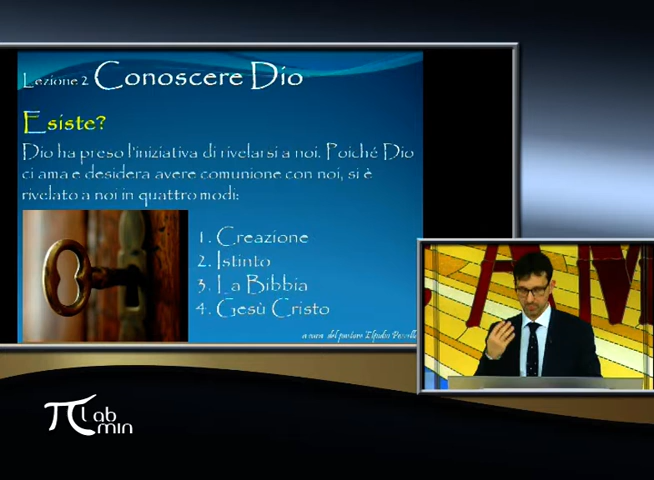 Lezione 2 Conoscere Dio
Esiste?
Dio ha preso l'iniziativa di rivelarsi a noi. Poiché Dio
ci ama e desidera avere comunione con noi, si è
rivelato a noi in quattro modi:
1. Creazione
2. Istinto
3. La Bibbia
4. Gesù Cristo
a cura del pastore Elpidio
AM
lab
min